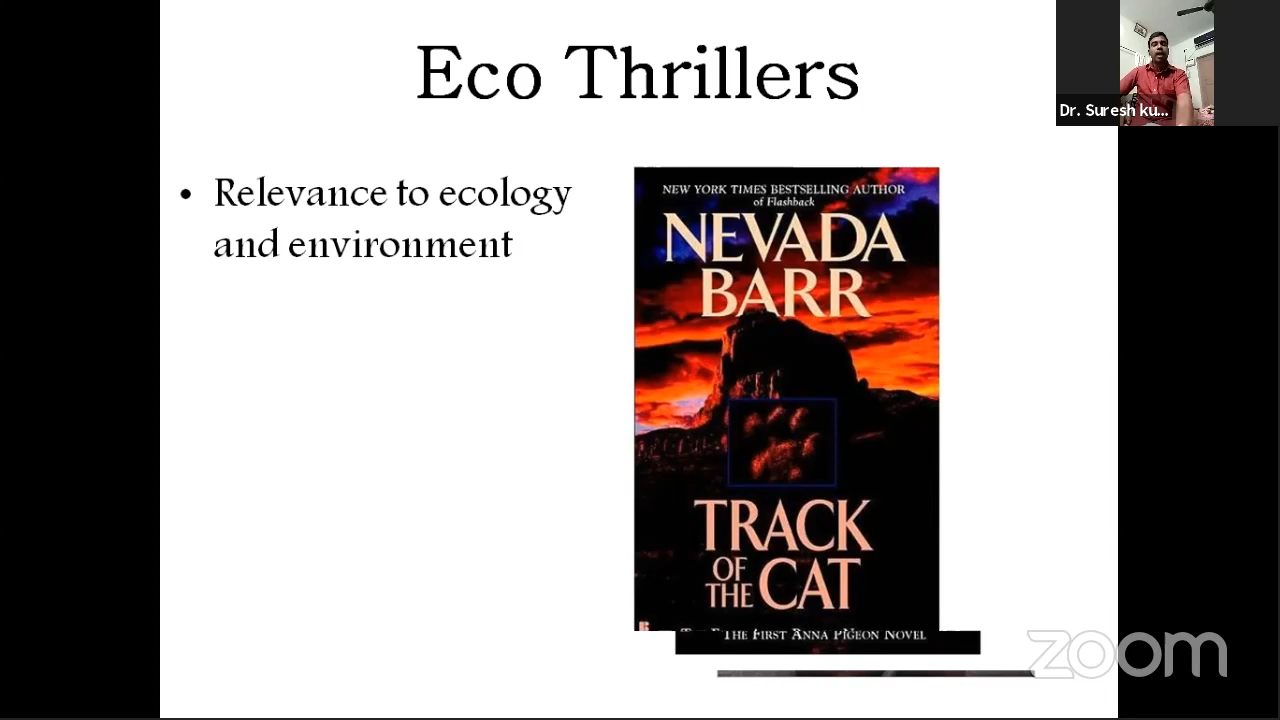 Eco Thrillers
Dr. Suresh ku...
• Relevance to ecology
and environment
NEW YORK TIMES BESTSELLING AUTHOR
of Flashback
NEVADA
BARR
TRACK
OF
THE CAT
THE FIRST ANNA PIGEON NOVEL
zoom